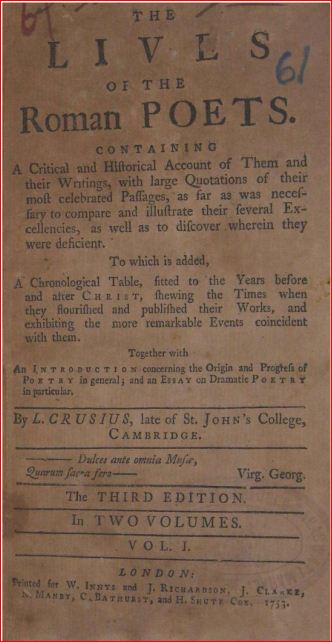 61
THE
LIVES
OF THE
61
Roman POETS.
CONTAINING
A Critical and Hiſtorical Account of Them and
their Writings, with large Quotations of their
moſt celebrated Paſſages, as far as was neceſ-
ſary to compare and illuſtrate their ſeveral Ex-
cellencies, as well as to diſcover wherein they
were deficient.
To which is added,
A Chronological Table, fitted to the Years before
and after CHRIST, ſhewing the Times when
they flouriſhed and publiſhed their Works, and
exhibiting the more remarkable Events coincident
with them.
Together with
An INTRODUCTION concerning the Origin and Progreſs of
POETRY in general; and an ESSAY on Dramatic POETRY
in particular.
By L. CRUSIUS, late of St. JOHN's College,
CAMBRIDGE.
——— Dulces ante omnia Muſæ,
Quarum ſacra fero—— Virg. Georg.
The THIRD EDITION.
In TWO VOLUMES.
VOL. I.
LONDON:
Printed for W. INNYS and J. RICHARDSON, J. CLARKE,
R. MANBY, C. BATHURST, and H. SHUTE COX. 1753.